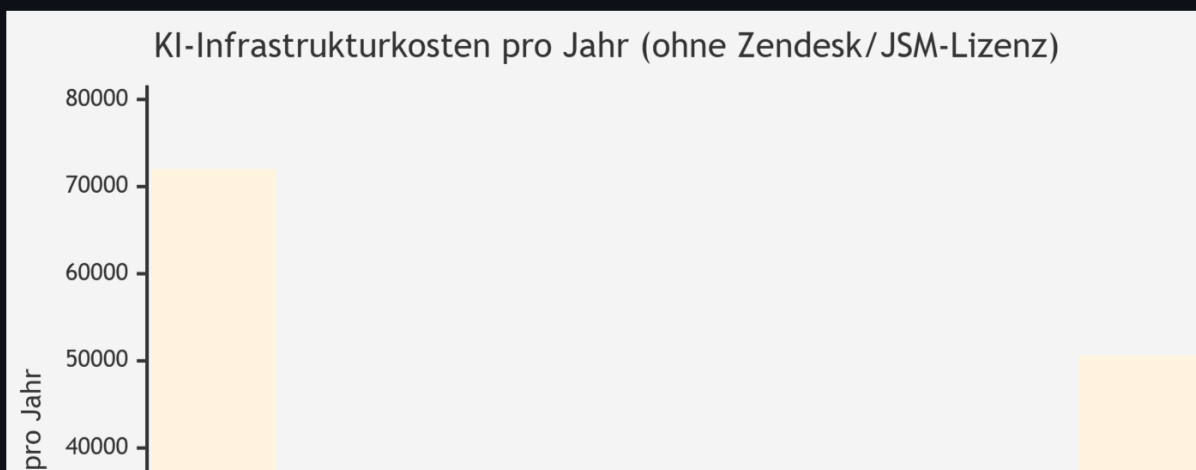 KI-Infrastrukturkosten pro Jahr (ohne Zendesk/JSM-Lizenz)
80000
70000
60000
50000
40000
pro Jahr